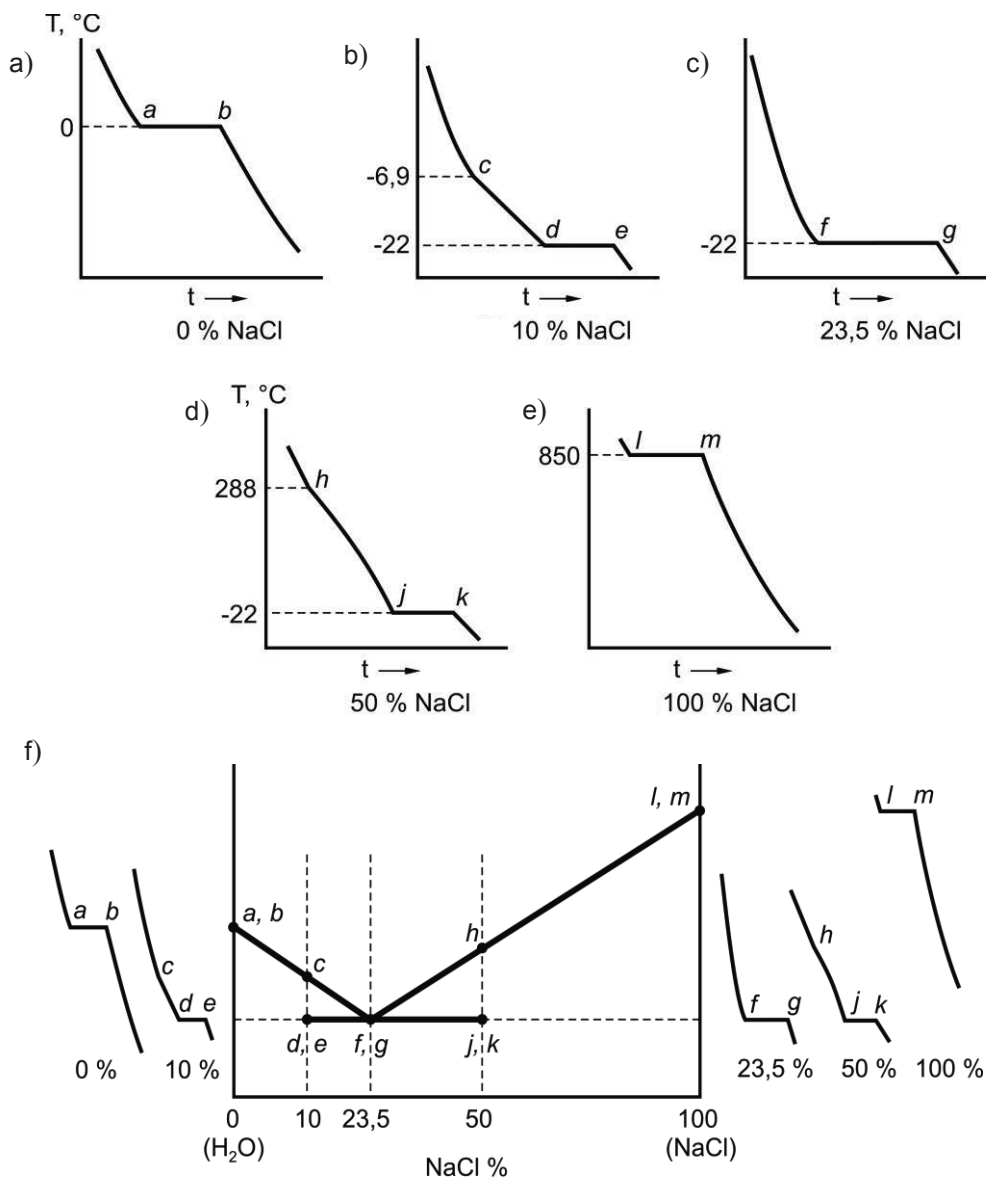 T, °C
a)
a
b
0
t
0 % NaCl
b)
c
-6,9
d
e
-22
t
10 % NaCl
c)
f
g
-22
t
23,5 % NaCl
T, °C
d)
h
288
j
k
-22
t
50 % NaCl
e)
l
m
850
t
100 % NaCl
f)
a
b
c
d
e
0 %
10 %
a, b
c
d, e
f, g
h
j, k
l, m
0
10
23,5
50
100
(H₂O)
(NaCl)
NaCl %
f
g
h
j
k
l
m
23,5 %
50 %
100 %